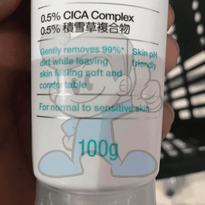 0.5% CICA Complex
0.5% 積雪草複合物
Gently removes 99%* Skin pH
dirt while leaving friendly
skin feeling soft and
comfortable
For normal to sensitive skin
100g